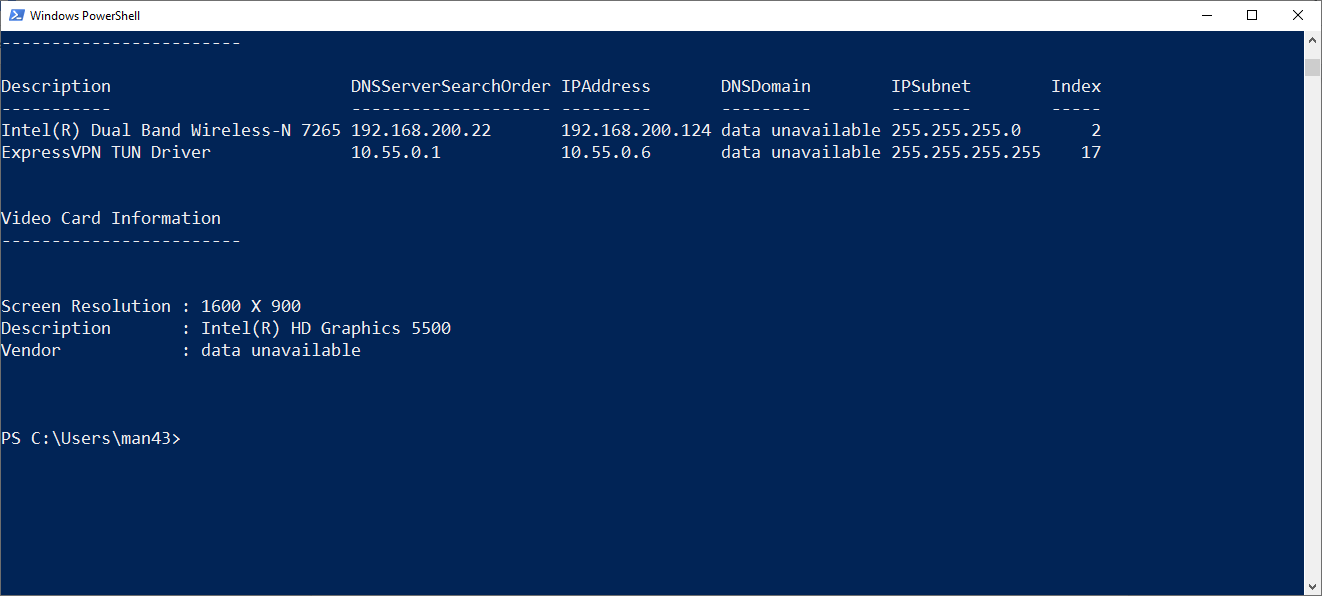 Windows PowerShell
------------------------
Description                        DNSServerSearchOrder IPAddress       DNSDomain        IPSubnet        Index
-----------                        -------------------- ---------       ---------        --------        -----
Intel(R) Dual Band Wireless-N 7265 192.168.200.22       192.168.200.124 data unavailable 255.255.255.0       2
ExpressVPN TUN Driver              10.55.0.1            10.55.0.6       data unavailable 255.255.255.255    17
Video Card Information
------------------------
Screen Resolution : 1600 X 900
Description       : Intel(R) HD Graphics 5500
Vendor            : data unavailable
PS C:\Users\man43>